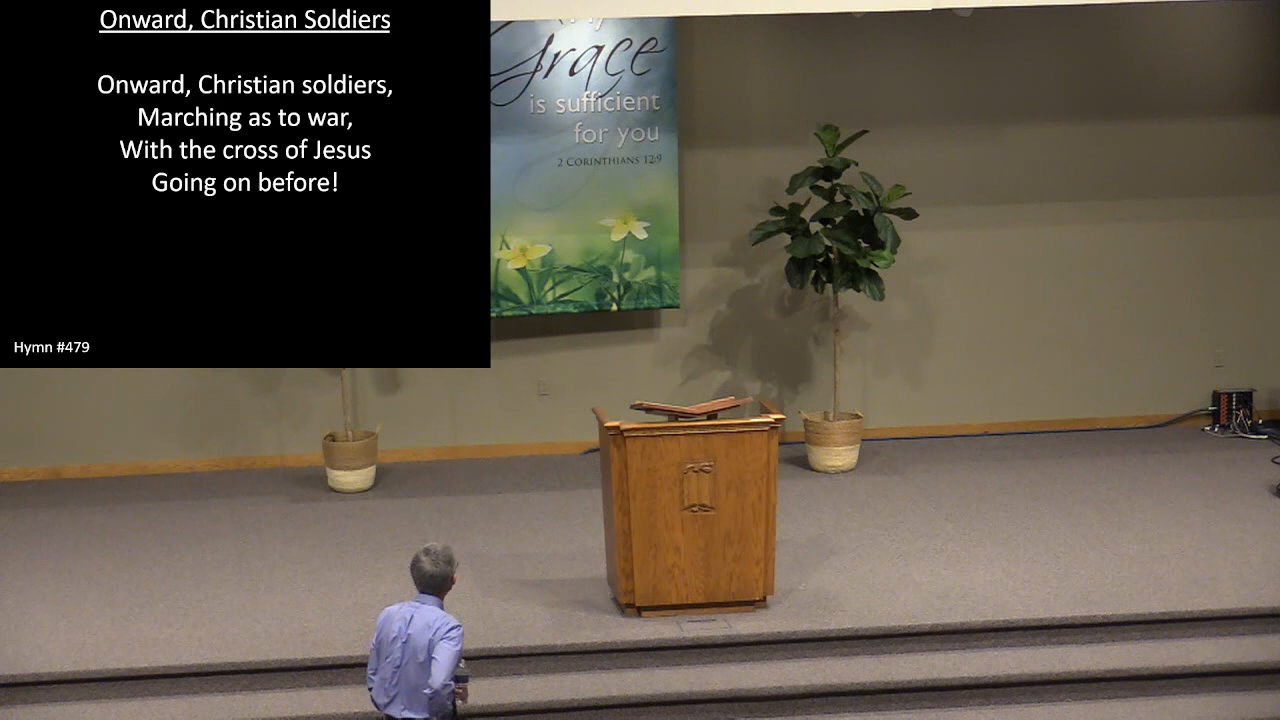 Onward, Christian Soldiers
Onward, Christian soldiers,
Marching as to war,
With the cross of Jesus
Going on before!
Hymn #479
Grace
is sufficient
for you
2 CORINTHIANS 12:9